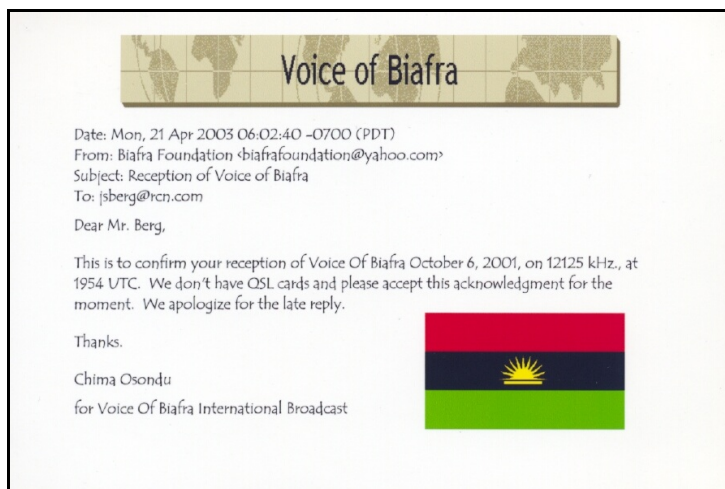 Voice of Biafra
Date: Mon, 21 Apr 2003 06:02:40 -0700 (PDT)
From: Biafra Foundation <biafrafoundation@yahoo.com>
Subject: Reception of Voice of Biafra
To: jsberg@rcn.com
Dear Mr. Berg,
This is to confirm your reception of Voice Of Biafra October 6, 2001, on 12125 kHz., at
1954 UTC. We don't have QSL cards and please accept this acknowledgment for the
moment. We apologize for the late reply.
Thanks.
Chima Osondu
for Voice Of Biafra International Broadcast